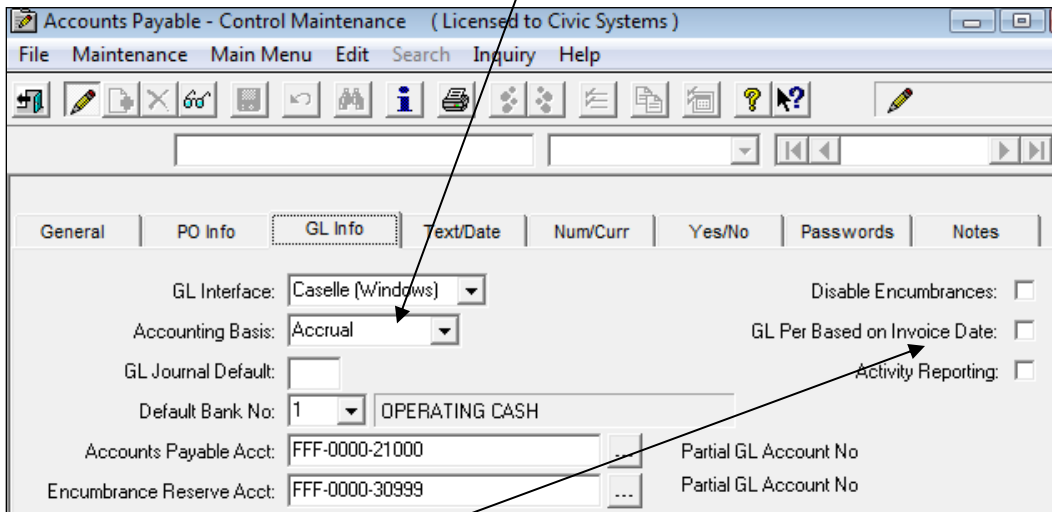 Accounts Payable - Control Maintenance ( Licensed to Civic Systems )
File Maintenance Main Menu Edit Search Inquiry Help
General PO Info GL Info Text/Date Num/Curr Yes/No Passwords Notes
GL Interface: Caselle (Windows) Disable Encumbrances:
Accounting Basis: Accrual GL Per Based on Invoice Date:
GL Journal Default: Activity Reporting:
Default Bank No: 1 OPERATING CASH
Accounts Payable Acct: FFF-0000-21000 ... Partial GL Account No
Encumbrance Reserve Acct: FFF-0000-30999 ... Partial GL Account No